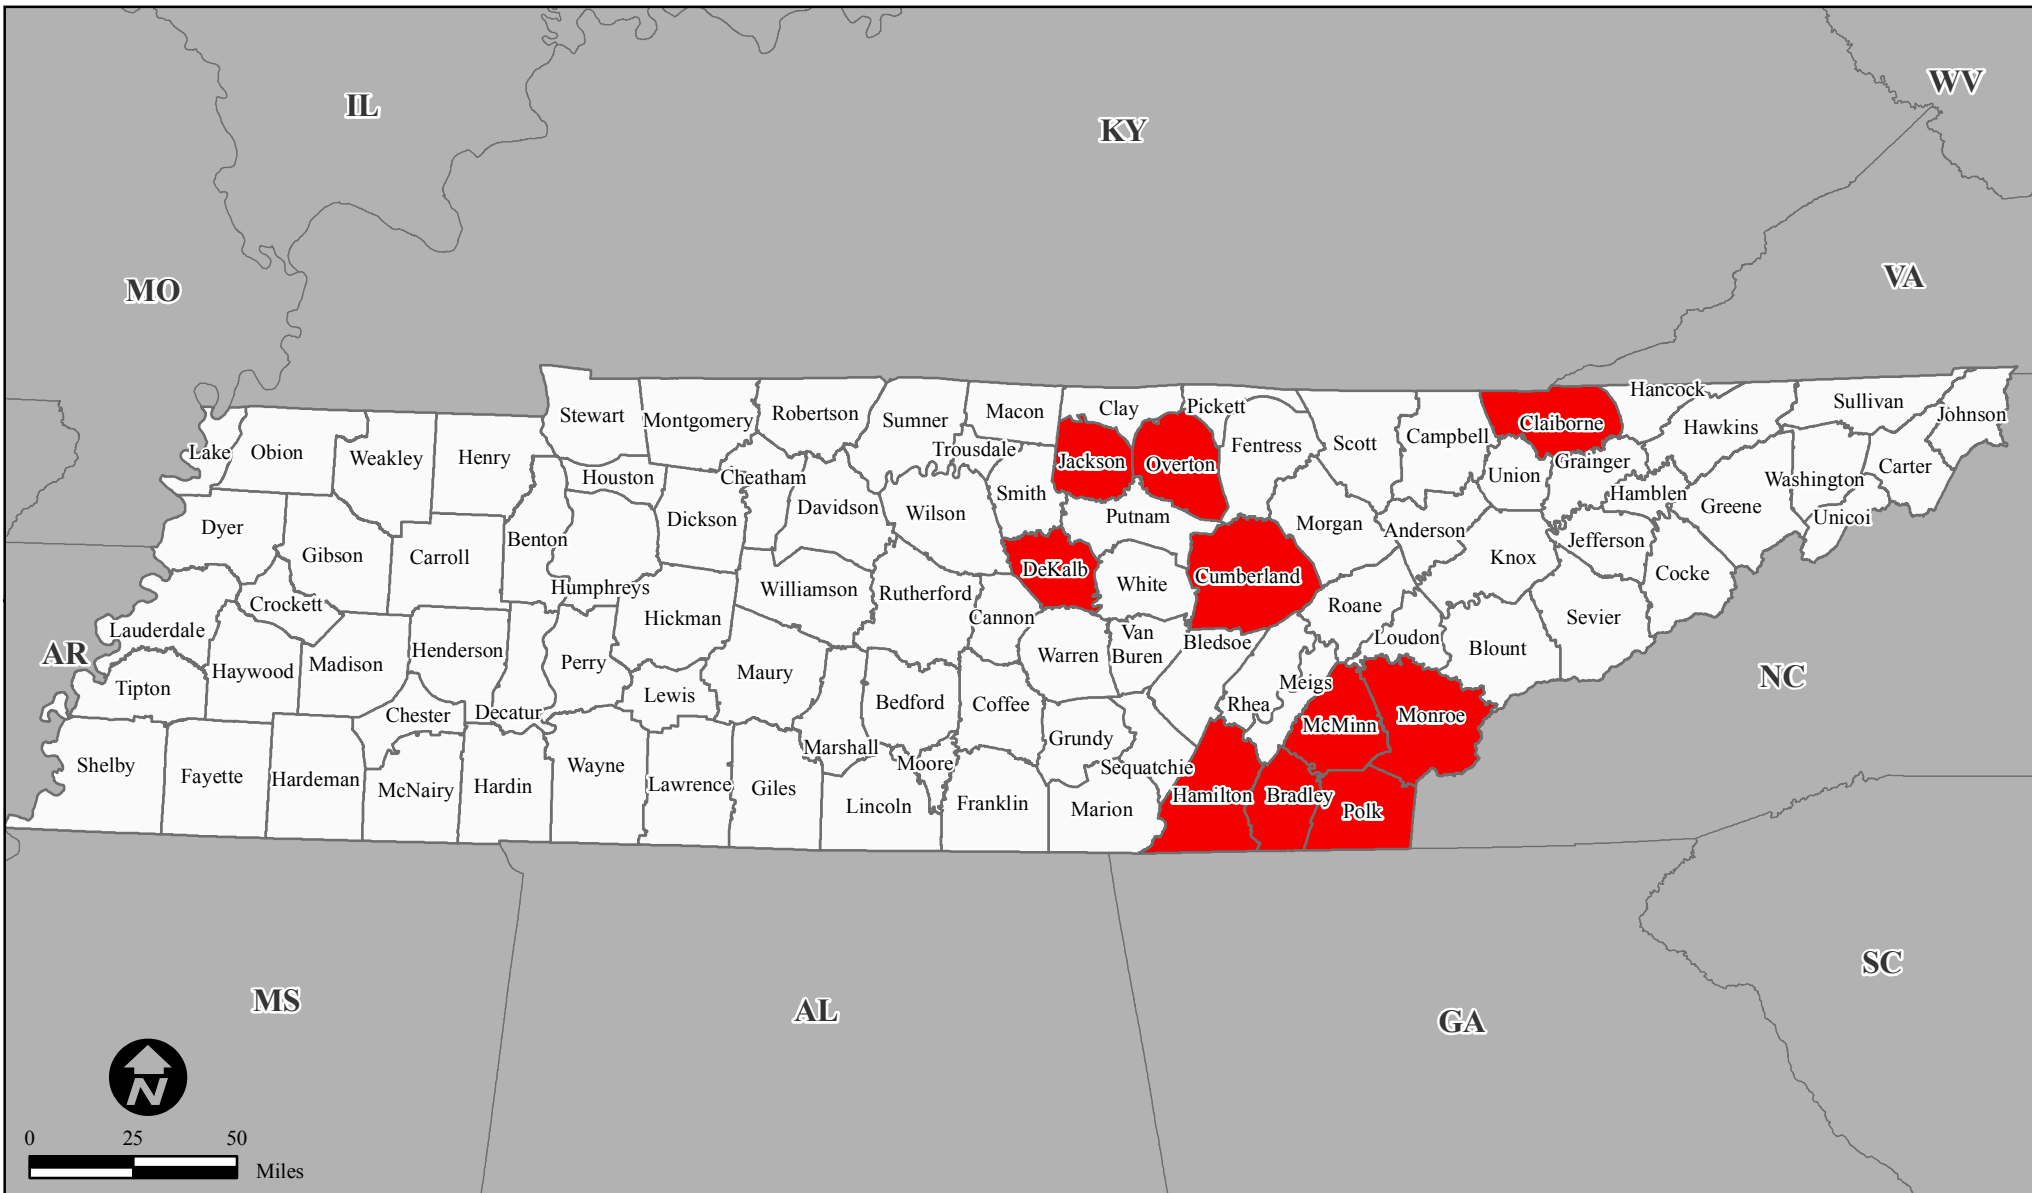 IL
KY
WV
MO
VA
AR
NC
MS
AL
GA
SC
Stewart
Montgomery
Robertson
Sumner
Macon
Clay
Pickett
Claiborne
Hancock
Sullivan
Johnson
Lake
Obion
Weakley
Henry
Houston
Cheatham
Trousdale
Smith
Jackson
Overton
Fentress
Scott
Campbell
Union
Grainger
Hawkins
Hamblen
Washington
Carter
Unicoi
Greene
Dyer
Gibson
Carroll
Benton
Humphreys
Dickson
Davidson
Wilson
DeKalb
Putnam
White
Cumberland
Morgan
Anderson
Knox
Jefferson
Cocke
Sevier
Lauderdale
Crockett
Haywood
Madison
Henderson
Decatur
Perry
Hickman
Williamson
Rutherford
Cannon
Warren
Van
Buren
Bledsoe
Roane
Loudon
Blount
Tipton
Chester
Lewis
Maury
Marshall
Bedford
Coffee
Grundy
Sequatchie
Rhea
Meigs
McMinn
Monroe
Shelby
Fayette
Hardeman
McNairy
Hardin
Wayne
Lawrence
Giles
Lincoln
Moore
Franklin
Marion
Hamilton
Bradley
Polk
N
0 25 50
Miles